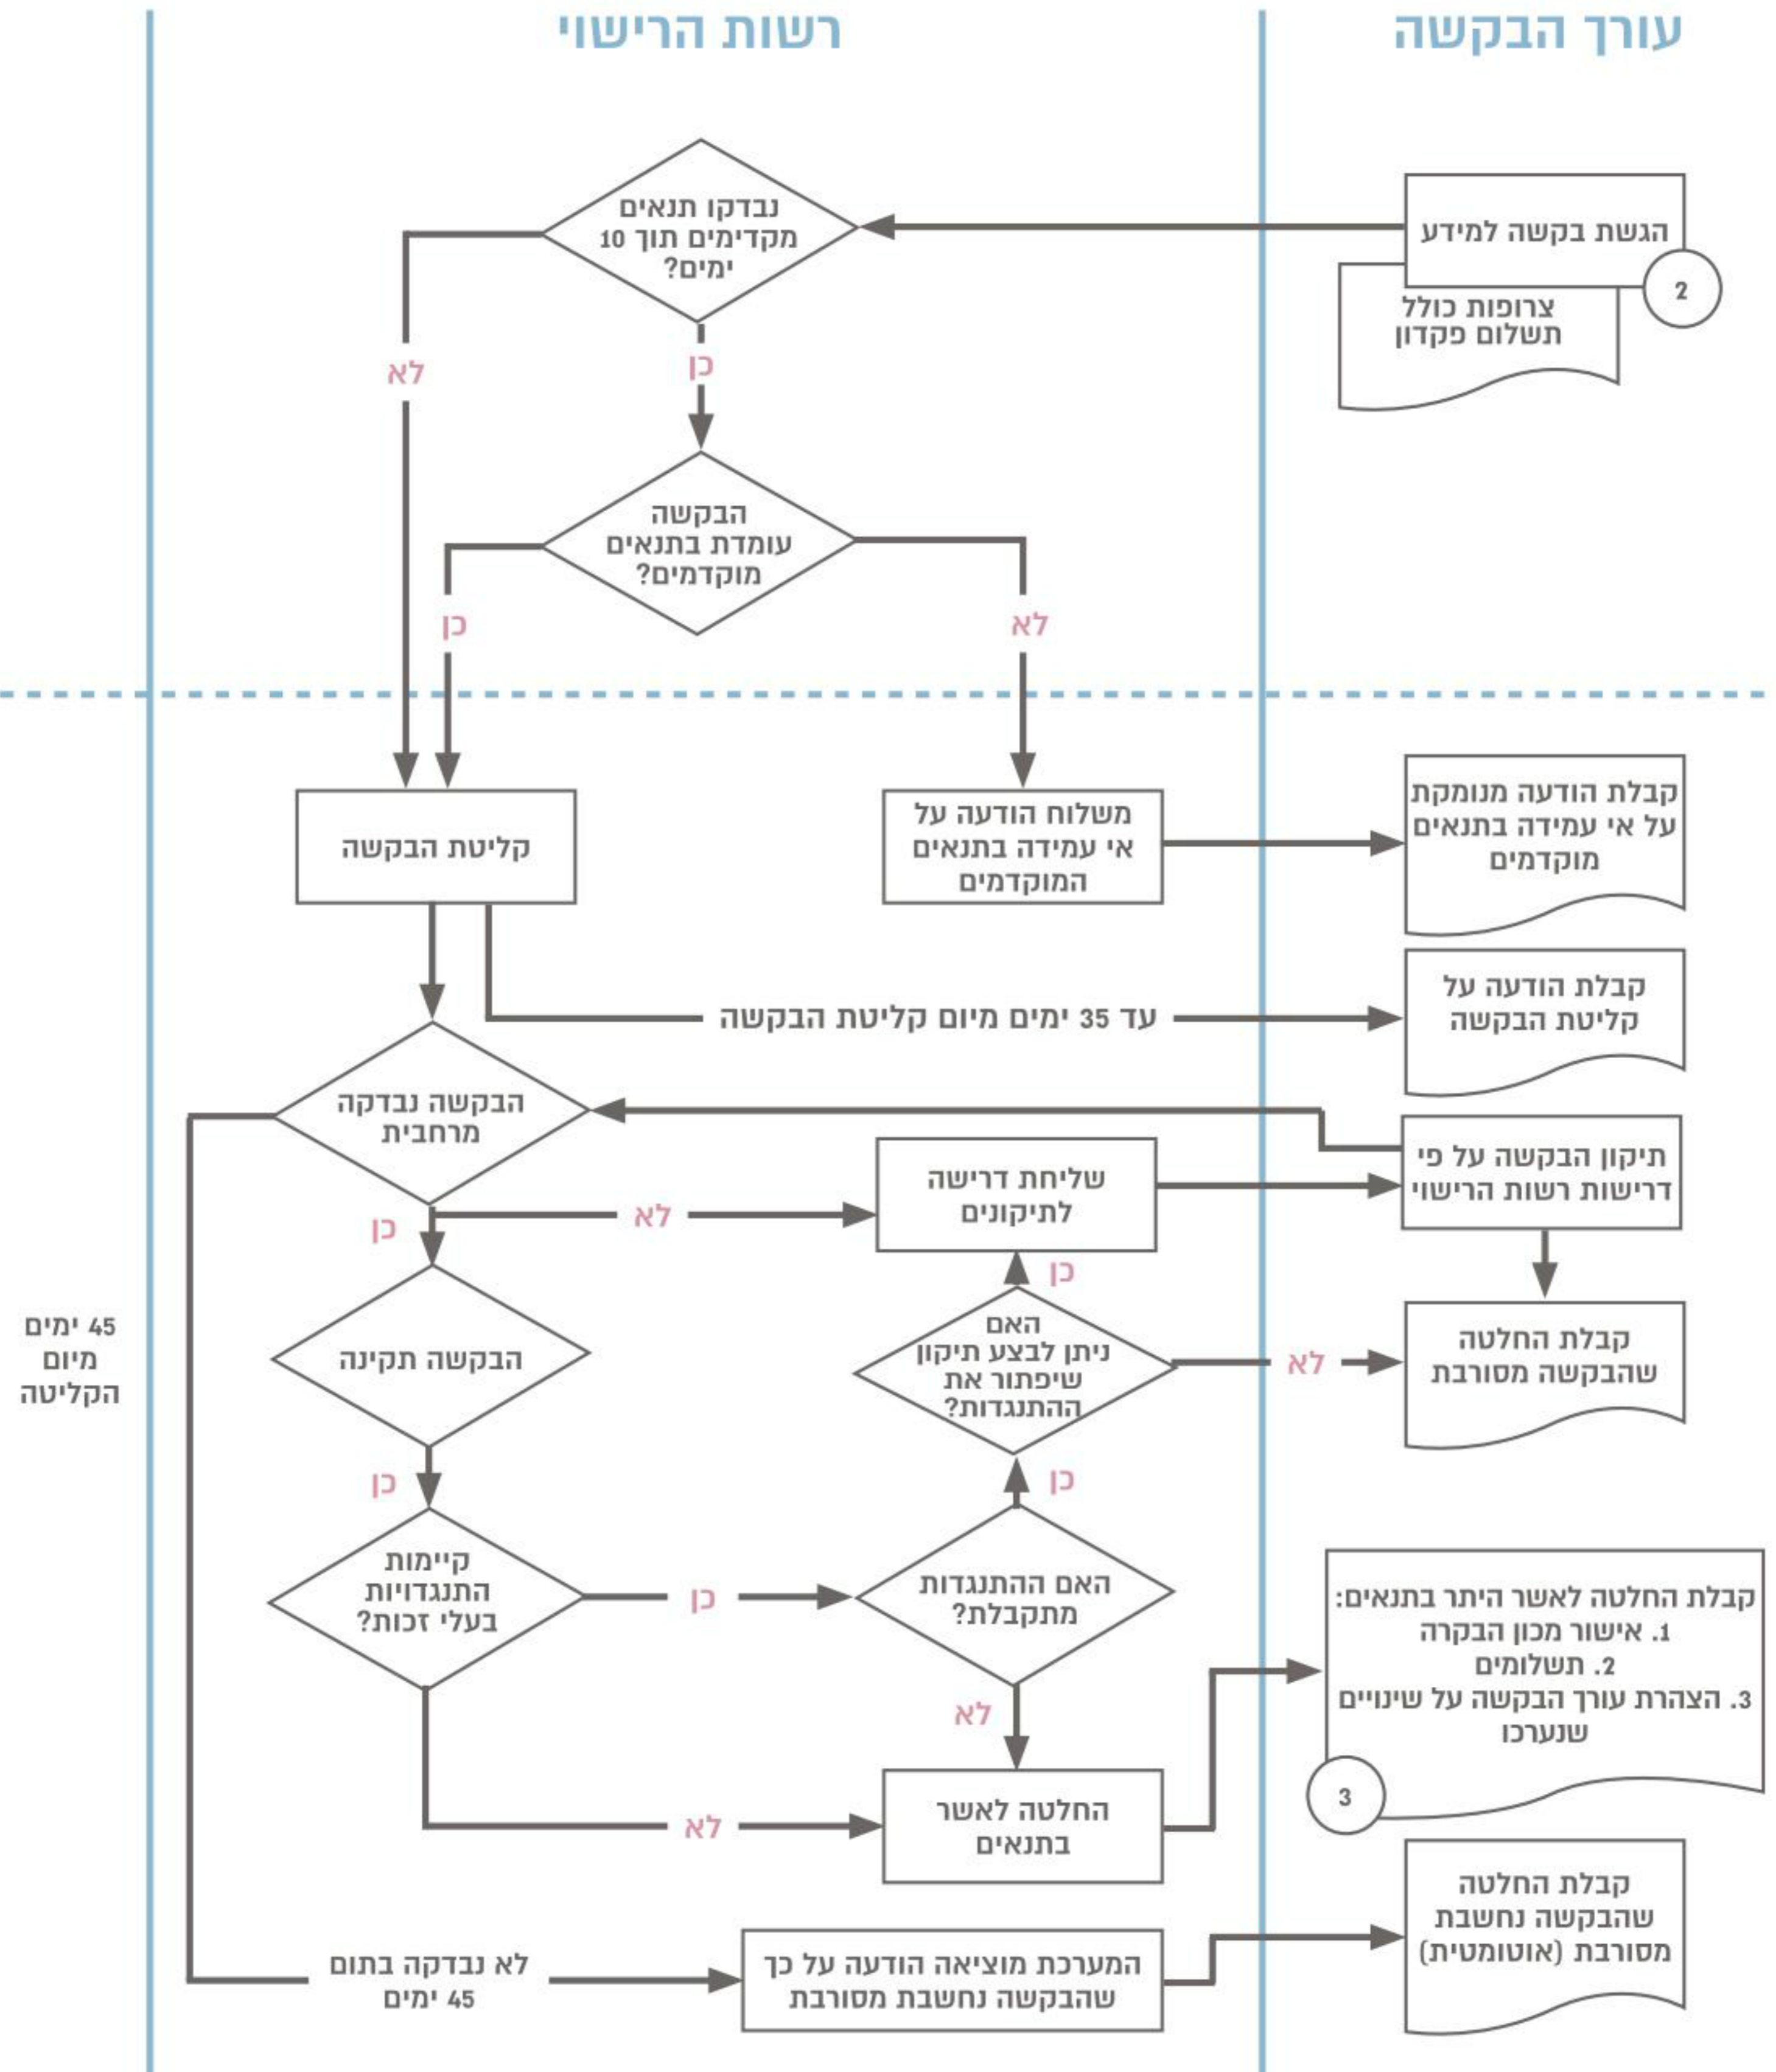 עורך הבקשה
רשות הרישוי
הגשת בקשה למידע
2
צרופות כולל
תשלום פקדון
נבדקו תנאים
מקדימים תוך 10
ימים?
לא
כן
הבקשה
עומדת בתנאים
מוקדמים?
כן
לא
קליטת הבקשה
משלוח הודעה על
אי עמידה בתנאים
המוקדמים
קבלת הודעה מנומקת
על אי עמידה בתנאים
מוקדמים
עד 35 ימים מיום קליטת הבקשה
קבלת הודעה על
קליטת הבקשה
הבקשה נבדקה
מרחבית
תיקון הבקשה על פי
דרישות רשות הרישוי
שליחת דרישה
לתיקונים
לא
כן
כן
הבקשה תקינה
האם
ניתן לבצע תיקון
שיפתור את
ההתנגדות?
לא
קבלת החלטה
שהבקשה מסורבת
45 ימים
מיום
הקליטה
כן
כן
קיימות
התנגדויות
בעלי זכות?
כן
האם ההתנגדות
מתקבלת?
קבלת החלטה לאשר היתר בתנאים:
1. אישור מכון הבקרה
2. תשלומים
3. הצהרת עורך הבקשה על שינויים
שנערכו
3
לא
לא
החלטה לאשר
בתנאים
קבלת החלטה
שהבקשה נחשבת
מסורבת (אוטומטית)
המערכת מוציאה הודעה על כך
שהבקשה נחשבת מסורבת
לא נבדקה בתום
45 ימים